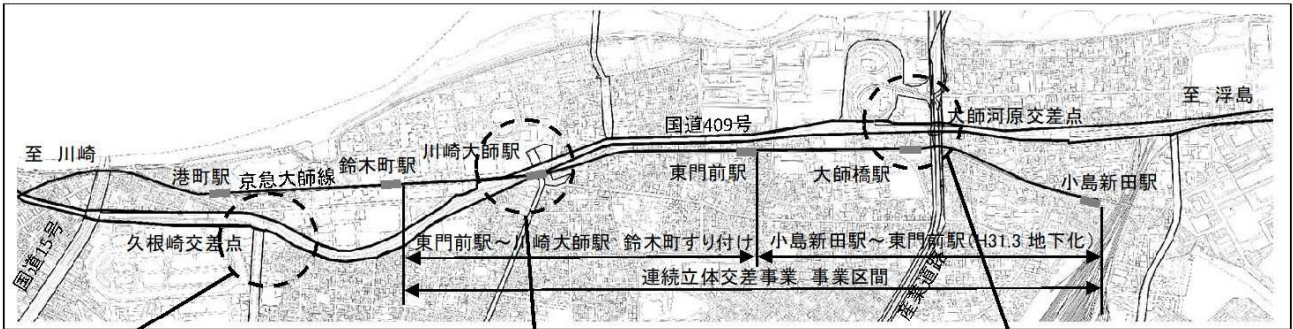 至 浮島
大師河原交差点
国道409号
至 川崎
川崎大師駅
鈴木町駅
港町駅
京急大師線
東門前駅
大師橋駅
小島新田駅
久根崎交差点
国道15号
東門前駅～川崎大師駅 鈴木町すり付け
小島新田駅～東門前駅(H31.3 地下化)
連続立体交差事業 事業区間
産業道路